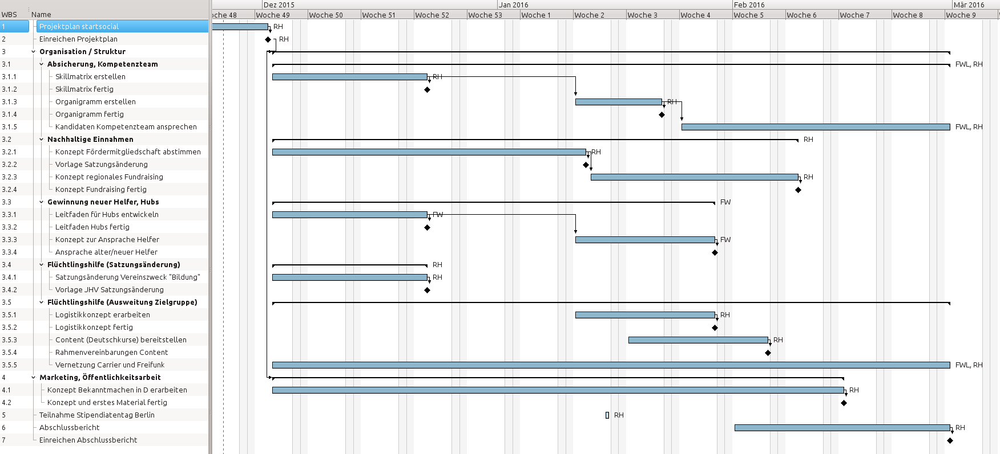 Dez 2015 Jan 2016 Feb 2016 Mär 2016
WBS Name oche 48 Woche 49 Woche 50 Woche 51 Woche 52 Woche 53 Woche 1 Woche 2 Woche 3 Woche 4 Woche 5 Woche 6 Woche 7 Woche 8 Woche 9
1 Projektplan startsocial RH
2 Einreichen Projektplan RH
3 Organisation / Struktur
3.1 Absicherung, Kompetenzteam FWL, RH
3.1.1 Skillmatrix erstellen RH
3.1.2 Skillmatrix fertig
3.1.3 Organigramm erstellen RH
3.1.4 Organigramm fertig
3.1.5 Kandidaten Kompetenzteam ansprechen FWL, RH
3.2 Nachhaltige Einnahmen RH
3.2.1 Konzept Fördermitgliedschaft abstimmen RH
3.2.2 Vorlage Satzungsänderung
3.2.3 Konzept regionales Fundraising RH
3.2.4 Konzept Fundraising fertig
3.3 Gewinnung neuer Helfer, Hubs FW
3.3.1 Leitfaden für Hubs entwickeln FW
3.3.2 Leitfaden Hubs fertig
3.3.3 Konzept zur Ansprache Helfer FW
3.3.4 Ansprache alter/neuer Helfer
3.4 Flüchtlingshilfe (Satzungsänderung) RH
3.4.1 Satzungsänderung Vereinszweck "Bildung" RH
3.4.2 Vorlage JHV Satzungsänderung
3.5 Flüchtlingshilfe (Ausweitung Zielgruppe)
3.5.1 Logistikkonzept erarbeiten RH
3.5.2 Logistikkonzept fertig
3.5.3 Content (Deutschkurse) bereitstellen RH
3.5.4 Rahmenvereinbarungen Content
3.5.5 Vernetzung Carrier und Freifunk FWL, RH
4 Marketing, Öffentlichkeitsarbeit
4.1 Konzept Bekanntmachen in D erarbeiten RH
4.2 Konzept und erstes Material fertig
5 Teilnahme Stipendiatentag Berlin RH
6 Abschlussbericht RH
7 Einreichen Abschlussbericht